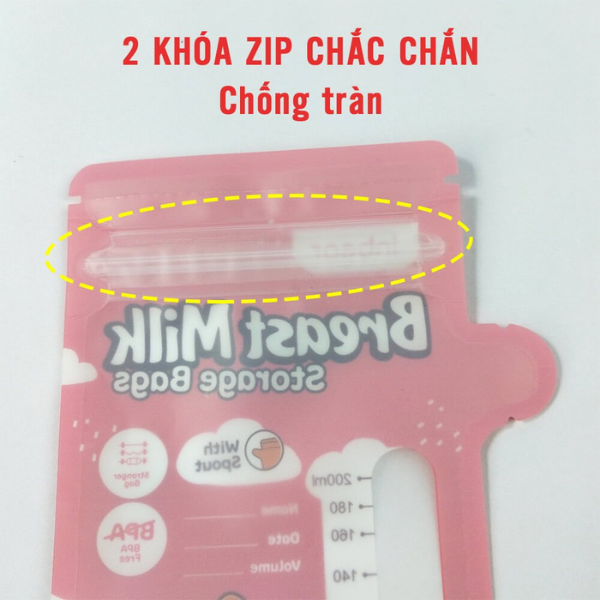 2 KHÓA ZIP CHẮC CHẮN
Chống tràn
Breast Milk
Storage Bags
With
Spout
Stronger
200ml
180
BPA
BPA
Free
Name
160
Date
Volume
140